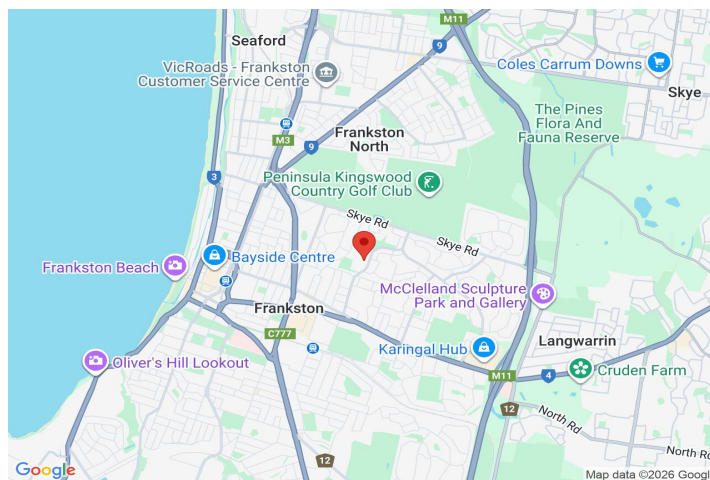 M11
Seaford
9
VicRoads - Frankston
Customer Service Centre
Coles Carrum Downs
Skye
The Pines
Flora And
Fauna Reserve
Frankston
North
M3
9
3
Peninsula Kingswood
Country Golf Club
Skye Rd
Skye Rd
Bayside Centre
Frankston Beach
McClelland Sculpture
Park and Gallery
Frankston
C777
Karingal Hub
Langwarrin
Oliver's Hill Lookout
M11
4
Cruden Farm
12
North Rd
North Rd
12
Google
Map data ©2026 Googl